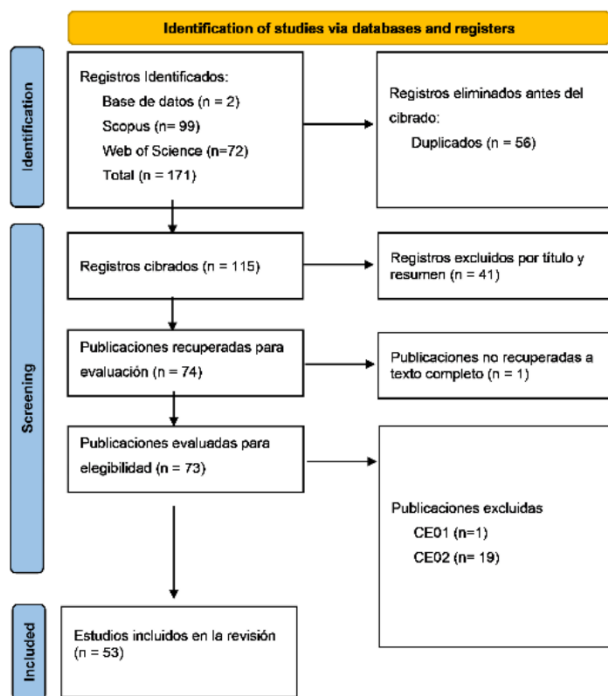 Identification of studies via databases and registers
Identification
Registros Identificados:
Base de datos (n = 2)
Scopus (n= 99)
Web of Science (n=72)
Total (n = 171)
Registros eliminados antes del
cibrado:
Duplicados (n = 56)
Screening
Registros cibrados (n = 115)
Registros excluidos por título y
resumen (n = 41)
Publicaciones recuperadas para
evaluación (n = 74)
Publicaciones no recuperadas a
texto completo (n = 1)
Publicaciones evaluadas para
elegibilidad (n = 73)
Publicaciones excluidas
CE01 (n=1)
CE02 (n= 19)
Included
Estudios incluidos en la revisión
(n = 53)